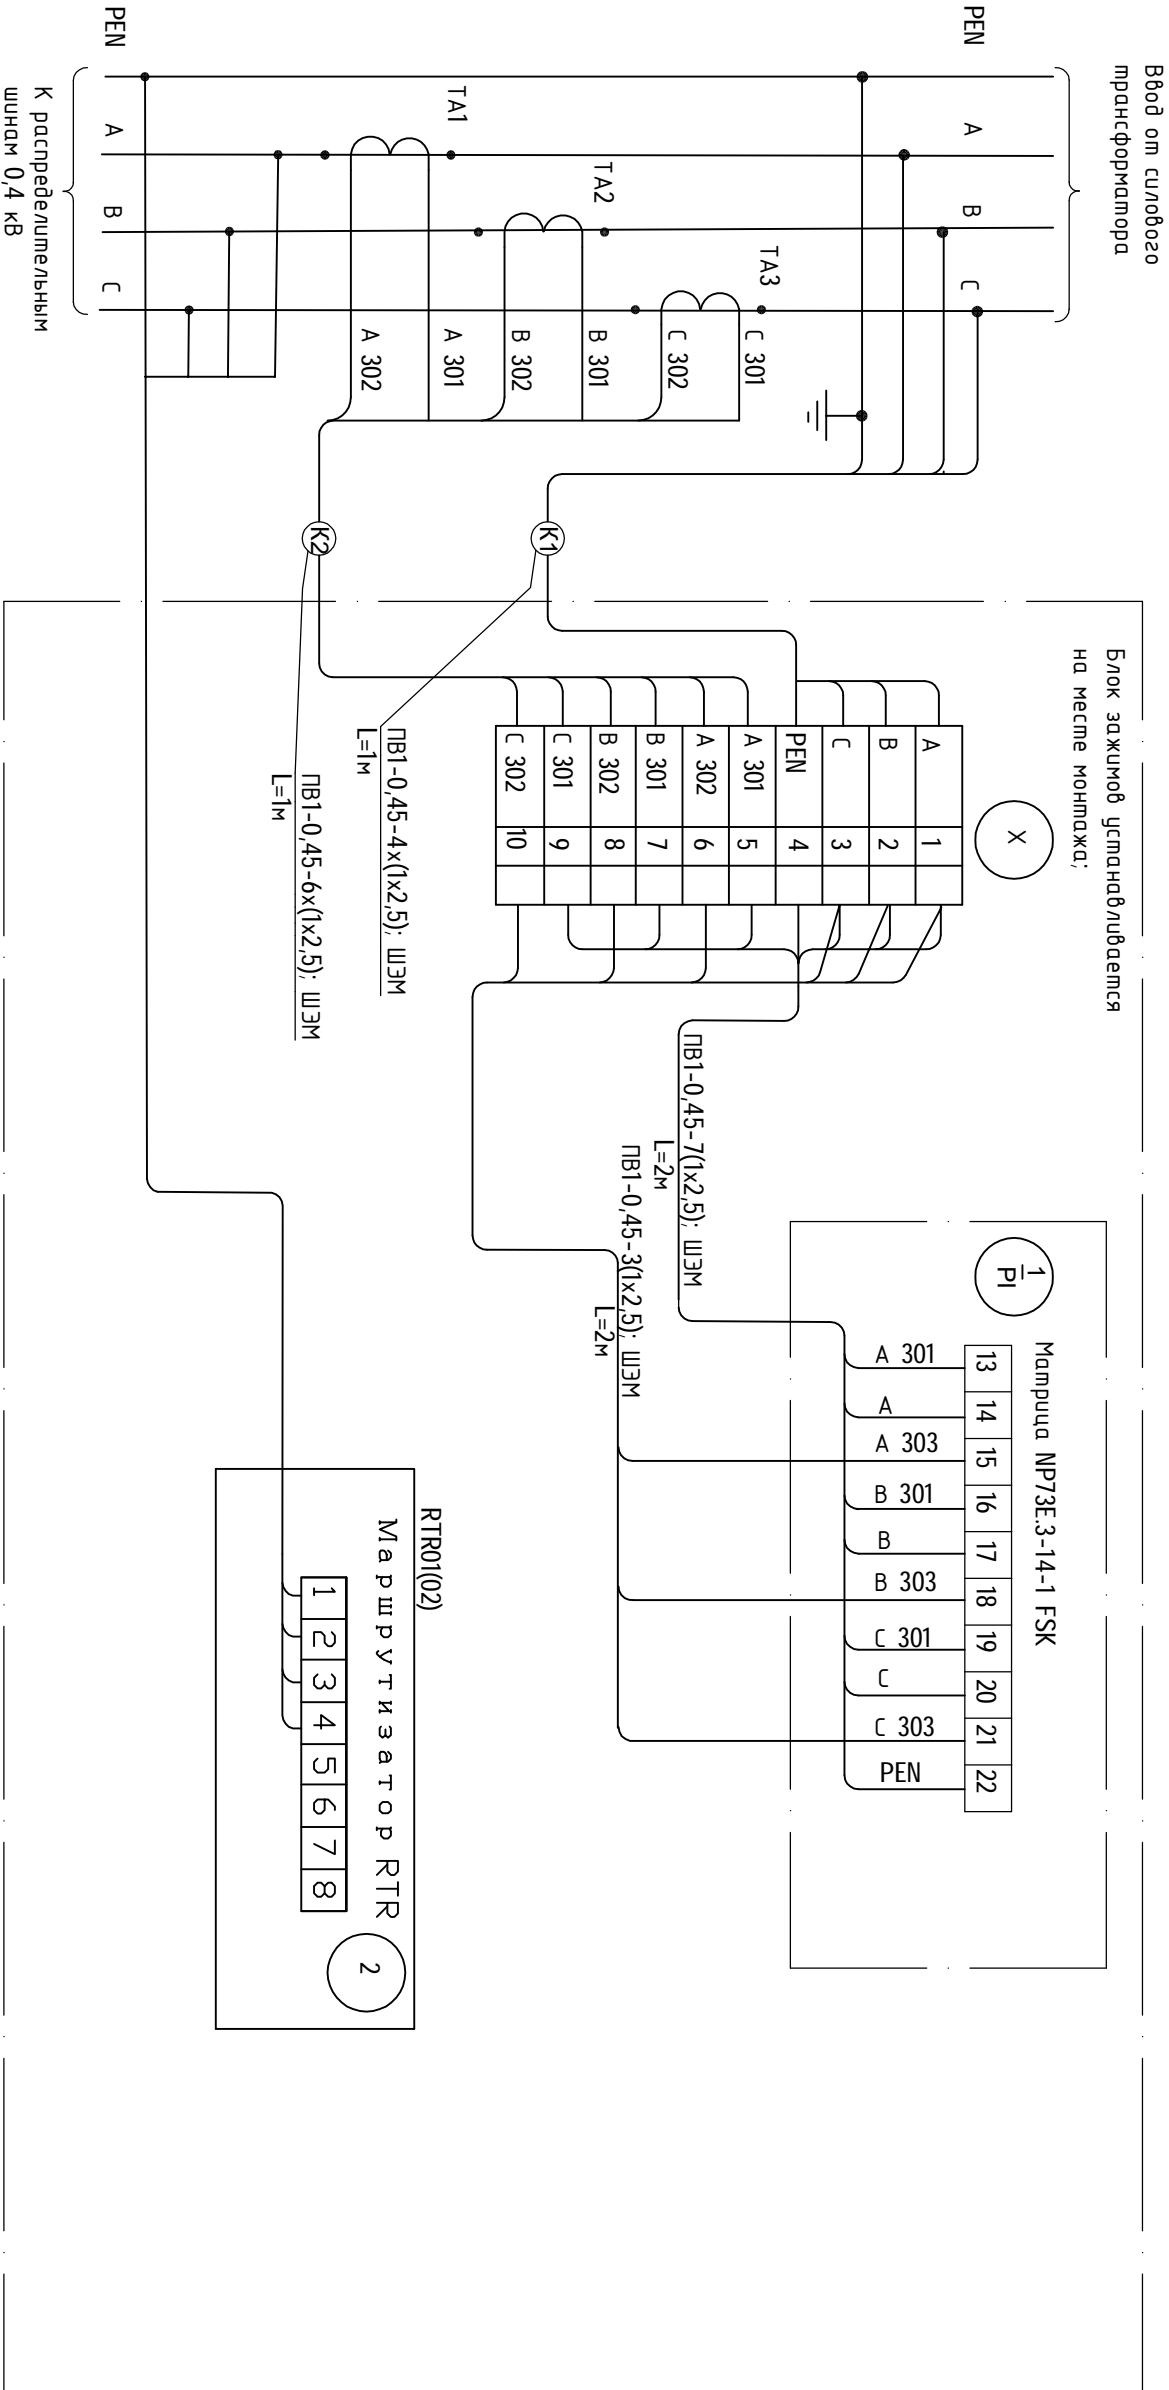 Ввод от силового
трансформатора
PEN
A
B
C
TA1
TA2
TA3
C 301
C 302
B 301
B 302
A 301
A 302
PEN
A
B
C
К распределительным
шинам 0,4 кВ
K1
K2
Блок зажимов устанавливается
на месте монтажа;
X
A 1
B 2
C 3
PEN 4
A 301 5
A 302 6
B 301 7
B 302 8
C 301 9
C 302 10
ПВ1-0,45-4х(1х2,5); ШЭМ
L=1м
ПВ1-0,45-6х(1х2,5); ШЭМ
L=1м
ПВ1-0,45-7(1х2,5); ШЭМ
L=2м
ПВ1-0,45-3(1х2,5); ШЭМ
L=2м
1
PI
Матрица NP73E.3-14-1 FSK
13 14 15 16 17 18 19 20 21 22
A 301
A
A 303
B 301
B
B 303
C 301
C
C 303
PEN
RTR01(02)
Маршрутизатор RTR
1 2 3 4 5 6 7 8
2